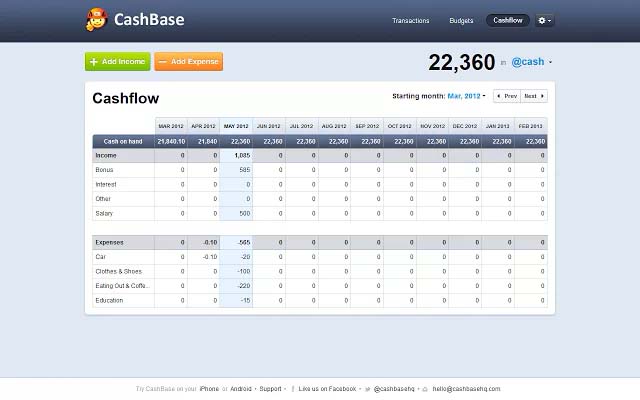 CashBase
Transactions Budgets Cashflow
+ Add Income — Add Expense 22,360 in @cash
Cashflow Starting month: Mar, 2012 Prev Next
MAR 2012 APR 2012 MAY 2012 JUN 2012 JUL 2012 AUG 2012 SEP 2012 OCT 2012 NOV 2012 DEC 2012 JAN 2013 FEB 2013
Cash on hand 21,840.10 21,840 22,360 22,360 22,360 22,360 22,360 22,360 22,360 22,360 22,360 22,360
Income 0 0 1,085 0 0 0 0 0 0 0 0 0
Bonus 0 0 585 0 0 0 0 0 0 0 0 0
Interest 0 0 0 0 0 0 0 0 0 0 0 0
Other 0 0 0 0 0 0 0 0 0 0 0 0
Salary 0 0 500 0 0 0 0 0 0 0 0 0
Expenses 0 -0.10 -565 0 0 0 0 0 0 0 0 0
Car 0 -0.10 -20 0 0 0 0 0 0 0 0 0
Clothes & Shoes 0 0 -100 0 0 0 0 0 0 0 0 0
Eating Out & Coffe... 0 0 -220 0 0 0 0 0 0 0 0 0
Education 0 0 -15 0 0 0 0 0 0 0 0 0
Try CashBase on your iPhone or Android • Support • Like us on Facebook • @cashbasehq • hello@cashbasehq.com